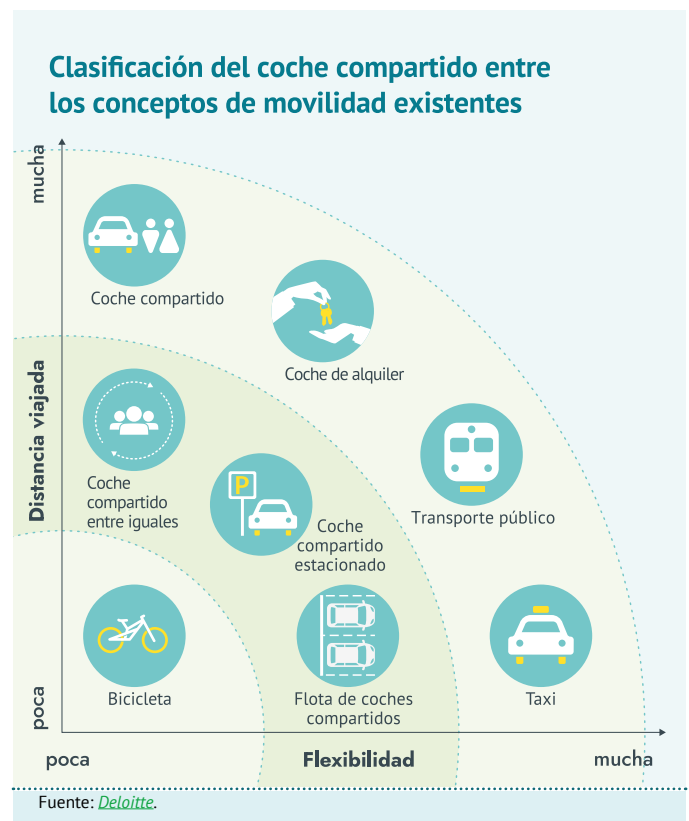 Clasificación del coche compartido entre
los conceptos de movilidad existentes
mucha
Coche compartido
Coche de alquiler
Distancia viajada
Coche
compartido
entre iguales
P
Coche
compartido
estacionado
Transporte público
Bicicleta
Flota de coches
compartidos
Taxi
poca
poca
Flexibilidad
mucha
Fuente: Deloitte.